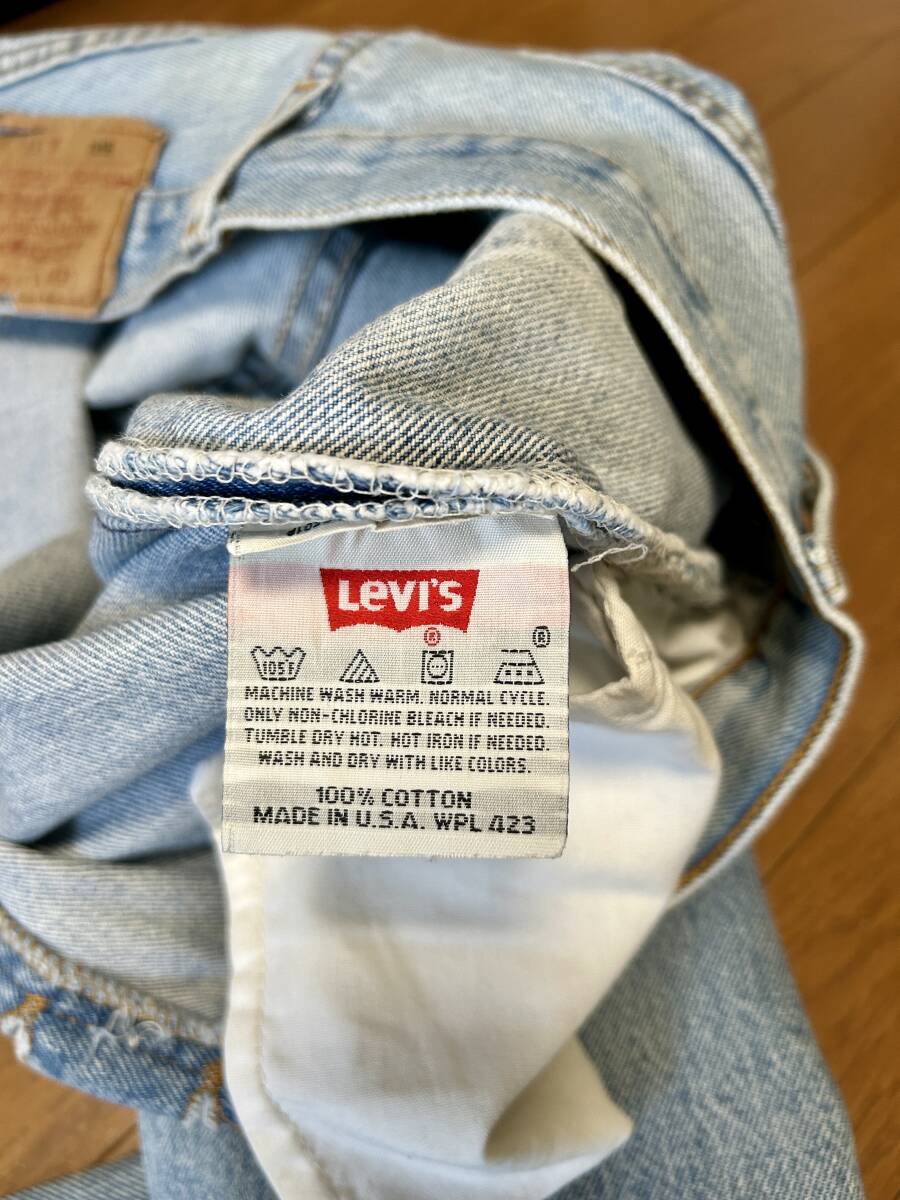 Levi's
®
®
105F
MACHINE WASH WARM. NORMAL CYCLE.
ONLY NON-CHLORINE BLEACH IF NEEDED.
TUMBLE DRY HOT. HOT IRON IF NEEDED.
WASH AND DRY WITH LIKE COLORS.
100% COTTON
MADE IN U.S.A. WPL 423